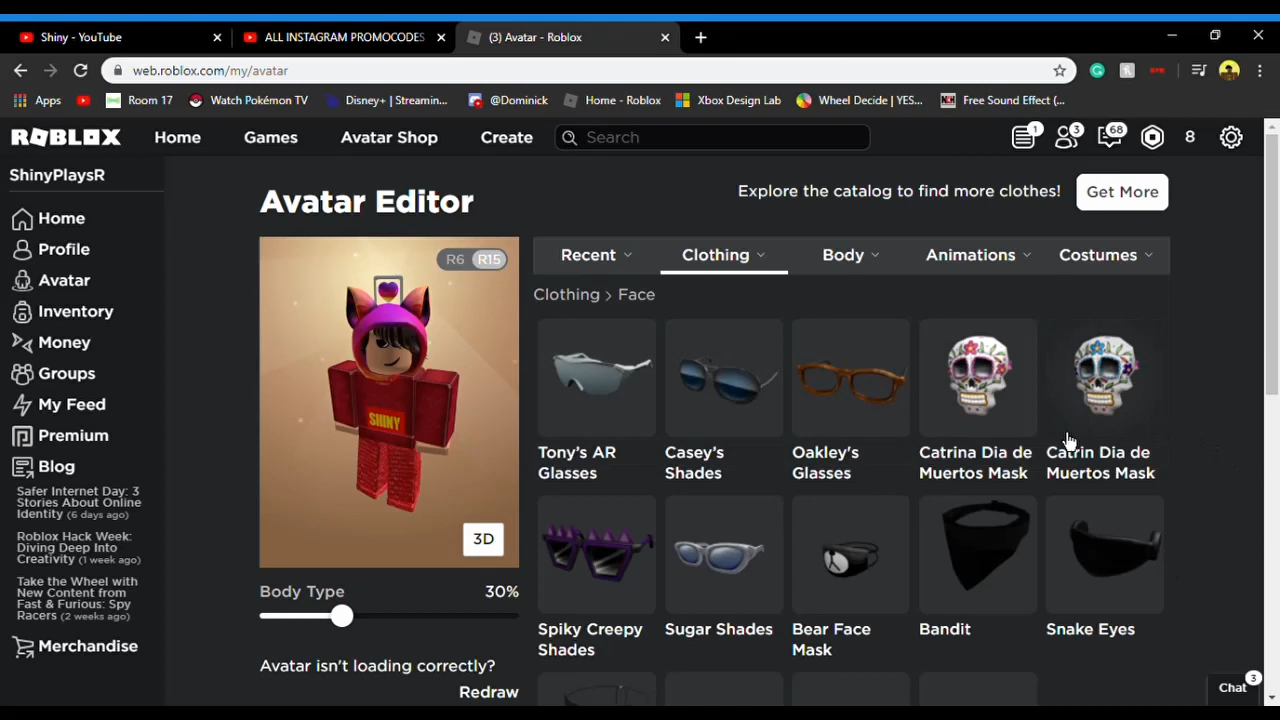 Shiny - YouTube
ALL INSTAGRAM PROMOCODES
(3) Avatar - Roblox
web.roblox.com/my/avatar
Apps
Room 17
Watch Pokémon TV
Disney+ | Streamin...
@Dominick
Home - Roblox
Xbox Design Lab
Wheel Decide | YES...
Free Sound Effect (...
ROBLOX
Home
Games
Avatar Shop
Create
Search
1
3
68
8
ShinyPlaysR
Home
Profile
Avatar
Inventory
Money
Groups
My Feed
Premium
Blog
Safer Internet Day: 3
Stories About Online
Identity (6 days ago)
Roblox Hack Week:
Diving Deep Into
Creativity (1 week ago)
Take the Wheel with
New Content from
Fast & Furious: Spy
Racers (2 weeks ago)
Merchandise
Avatar Editor
Explore the catalog to find more clothes!
Get More
R6
R15
SHINY
3D
Body Type
30%
Avatar isn't loading correctly?
Redraw
Recent
Clothing
Body
Animations
Costumes
Clothing > Face
Tony's AR
Glasses
Casey's
Shades
Oakley's
Glasses
Catrina Dia de
Muertos Mask
Catrin Dia de
Muertos Mask
Spiky Creepy
Shades
Sugar Shades
Bear Face
Mask
Bandit
Snake Eyes
Chat
3